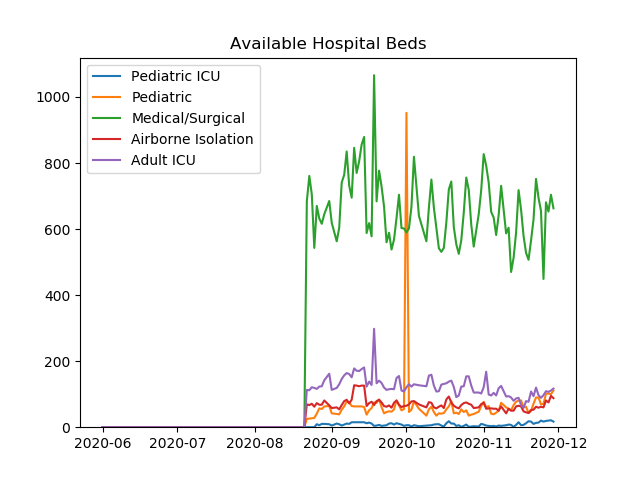 Available Hospital Beds
Pediatric ICU
Pediatric
Medical/Surgical
Airborne Isolation
Adult ICU
1000
800
600
400
200
0
2020-06 2020-07 2020-08 2020-09 2020-10 2020-11 2020-12